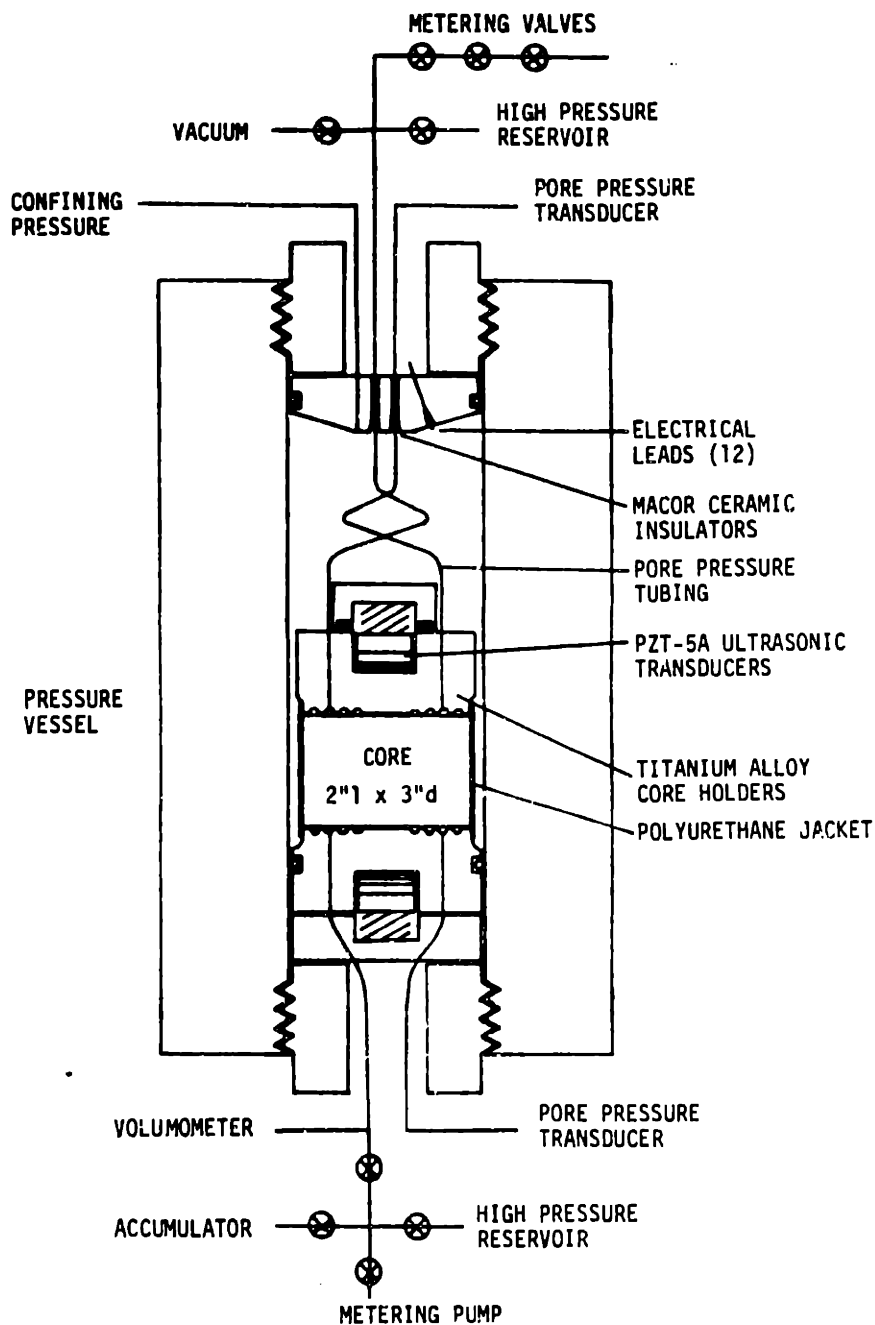 METERING VALVES
VACUUM
HIGH PRESSURE
RESERVOIR
CONFINING
PRESSURE
PORE PRESSURE
TRANSDUCER
ELECTRICAL
LEADS (12)
MACOR CERAMIC
INSULATORS
PORE PRESSURE
TUBING
PZT-5A ULTRASONIC
TRANSDUCERS
PRESSURE
VESSEL
CORE
2"l x 3"d
TITANIUM ALLOY
CORE HOLDERS
POLYURETHANE JACKET
VOLUMOMETER
PORE PRESSURE
TRANSDUCER
ACCUMULATOR
HIGH PRESSURE
RESERVOIR
METERING PUMP